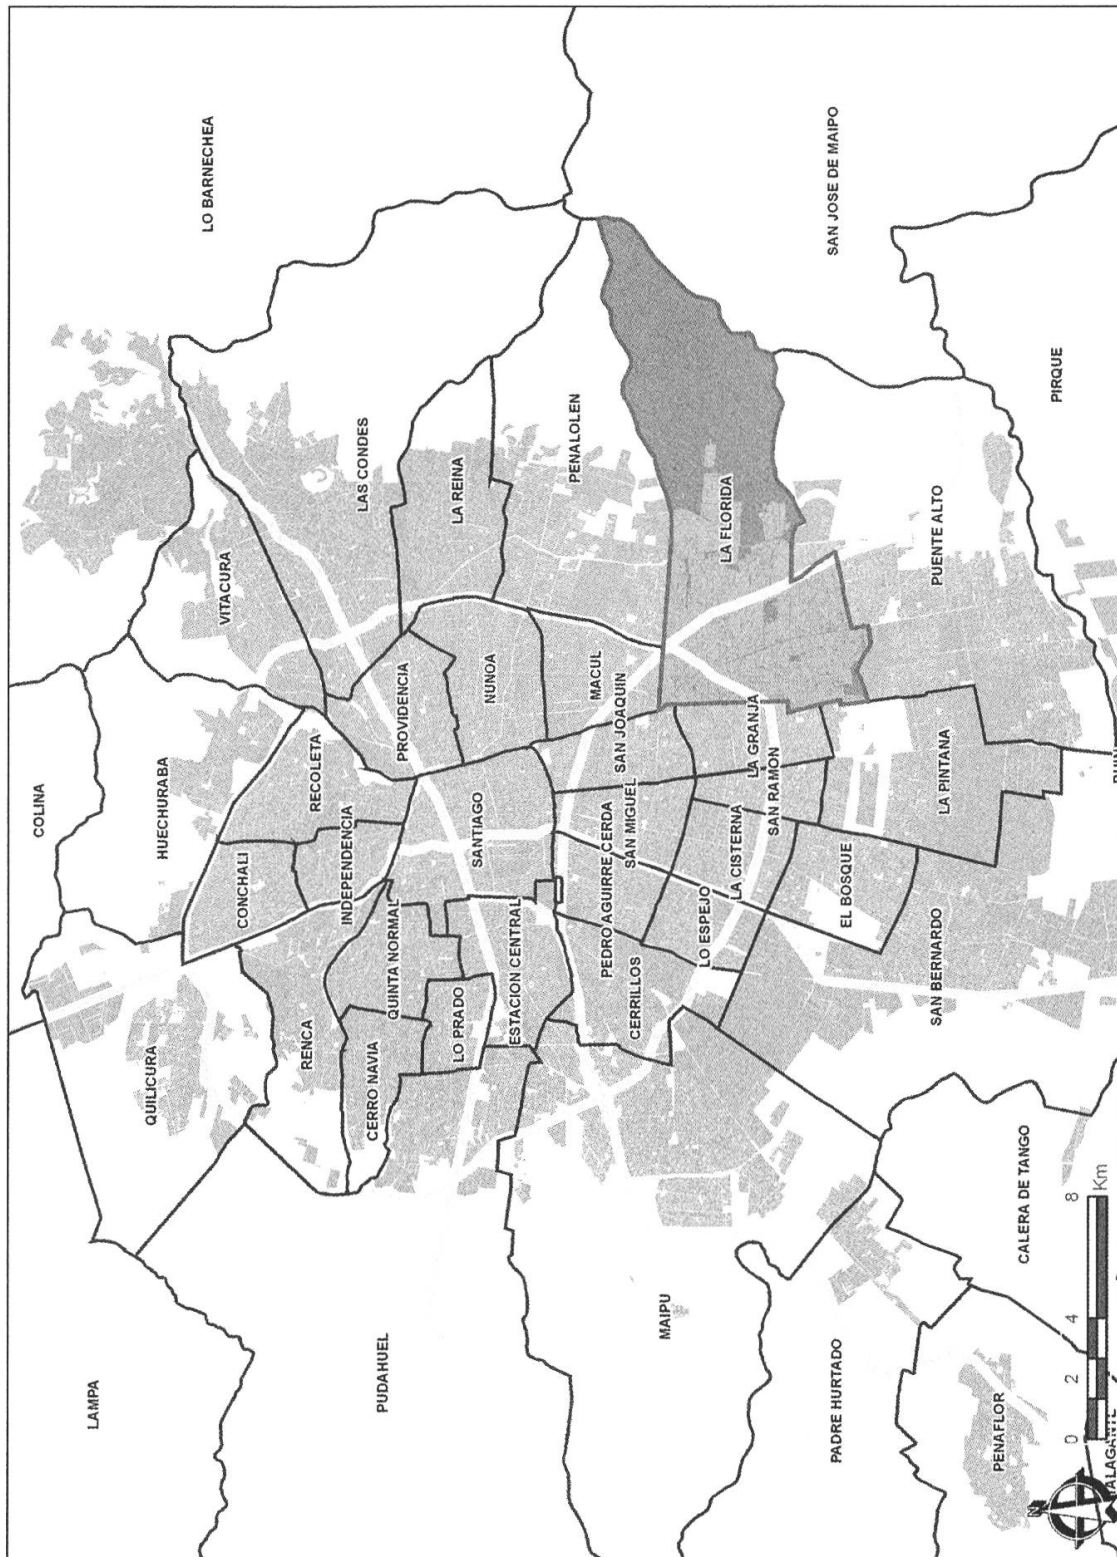 LAMPA
COLINA
QUILICURA
HUECHURABA
LO BARNECHEA
VITACURA
CONCHALI
RENCA
RECOLETA
INDEPENDENCIA
LAS CONDES
CERRO NAVIA
QUINTA NORMAL
PUDAHUEL
PROVIDENCIA
LO PRADO
LA REINA
SANTIAGO
NUNOA
ESTACION CENTRAL
PENALOLEN
MACUL
PEDRO AGUIRRE CERDA
SAN JOAQUIN
SAN MIGUEL
CERRILLOS
MAIPU
LO ESPEJO
LA FLORIDA
LA CISTERNA
LA GRANJA
SAN RAMON
SAN JOSE DE MAIPO
PADRE HURTADO
EL BOSQUE
SAN BERNARDO
LA PINTANA
PUENTE ALTO
PEÑAFLOR
CALERA DE TANGO
PIRQUE
N
0 2 4 8
Km